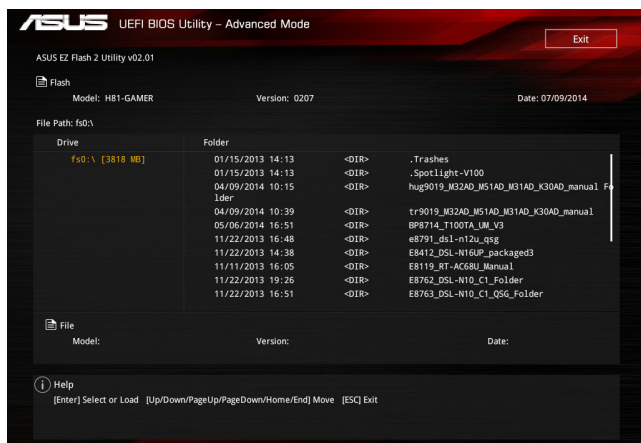 ASUS UEFI BIOS Utility – Advanced Mode
Exit
ASUS EZ Flash 2 Utility v02.01
Flash
Model: H81-GAMER Version: 0207 Date: 07/09/2014
File Path: fs0:\
Drive Folder
fs0:\ [3818 MB] 01/15/2013 14:13 <DIR> .Trashes
01/15/2013 14:13 <DIR> .Spotlight-V100
04/09/2014 10:15 <DIR> hug9019_M32AD_M51AD_M31AD_K30AD_manual Fo
lder
04/09/2014 10:39 <DIR> tr9019_M32AD_M51AD_M31AD_K30AD_manual
05/06/2014 16:51 <DIR> BP8714_T100TA_UM_V3
11/22/2013 16:48 <DIR> e8791_dsl-n12u_qsg
11/22/2013 14:38 <DIR> E8412_DSL-N16UP_packaged3
11/11/2013 16:05 <DIR> E8119_RT-AC68U_Manual
11/22/2013 19:26 <DIR> E8762_DSL-N10_C1_Folder
11/22/2013 16:51 <DIR> E8763_DSL-N10_C1_QSG_Folder
File
Model: Version: Date:
Help
[Enter] Select or Load [Up/Down/PageUp/PageDown/Home/End] Move [ESC] Exit